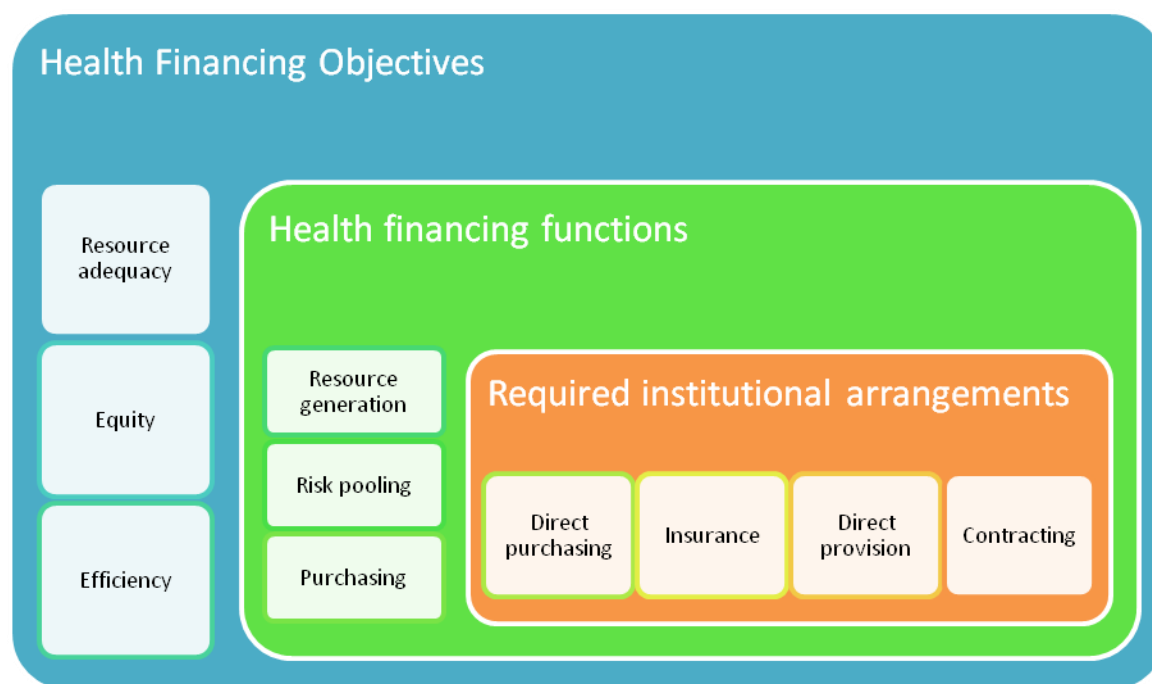 Health Financing Objectives
Resource
adequacy
Equity
Efficiency
Health financing functions
Resource
generation
Risk pooling
Purchasing
Required institutional arrangements
Direct
purchasing
Insurance
Direct
provision
Contracting